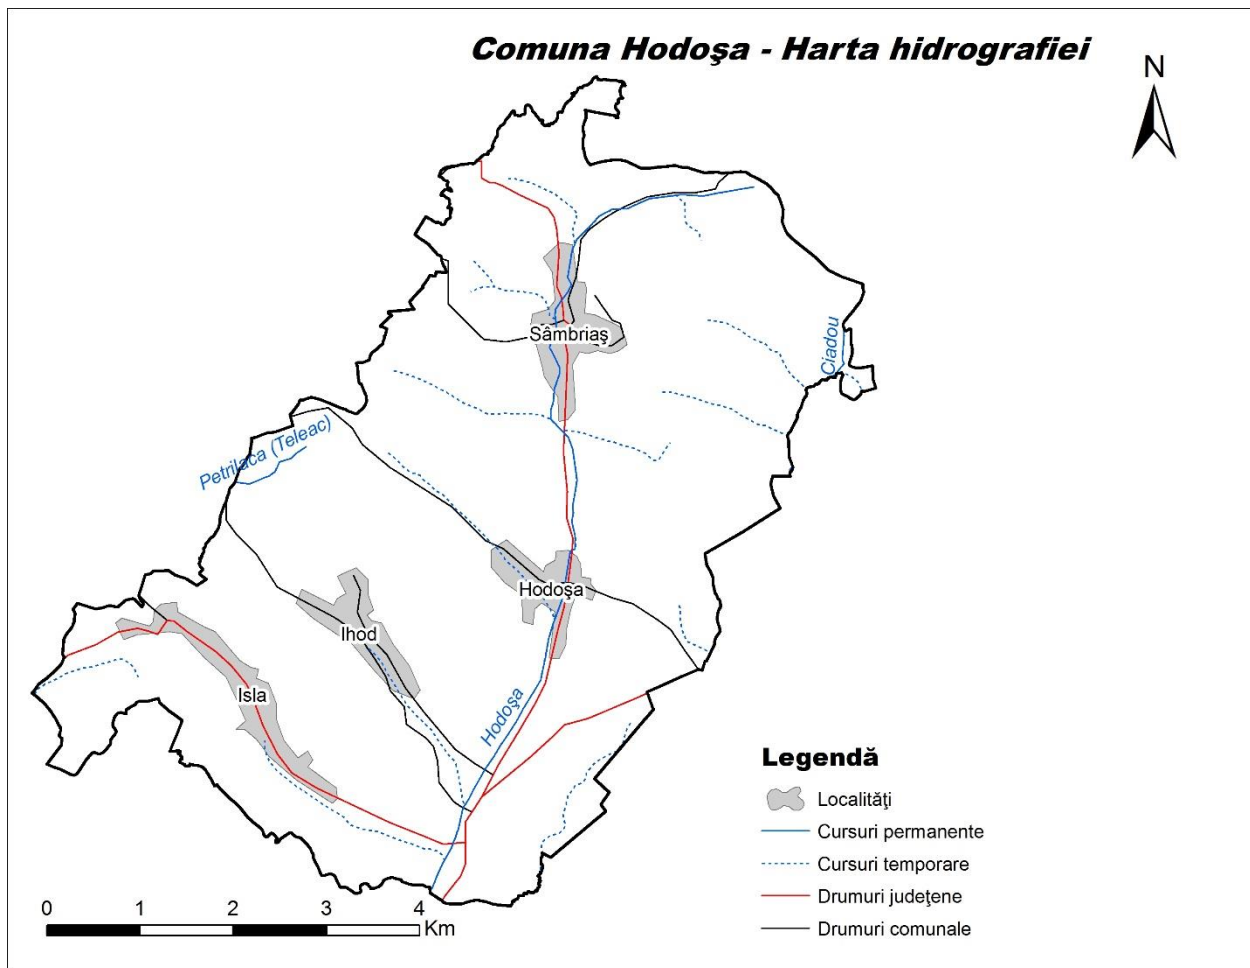 Comuna Hodoşa - Harta hidrografiei
N
Sâmbriaş
Ciadou
Petrilaca (Teleac)
Hodoşa
Ihod
Isla
Hodoşa
Legendă
Localităţi
Cursuri permanente
Cursuri temporare
Drumuri judeţene
Drumuri comunale
0 1 2 3 4
Km